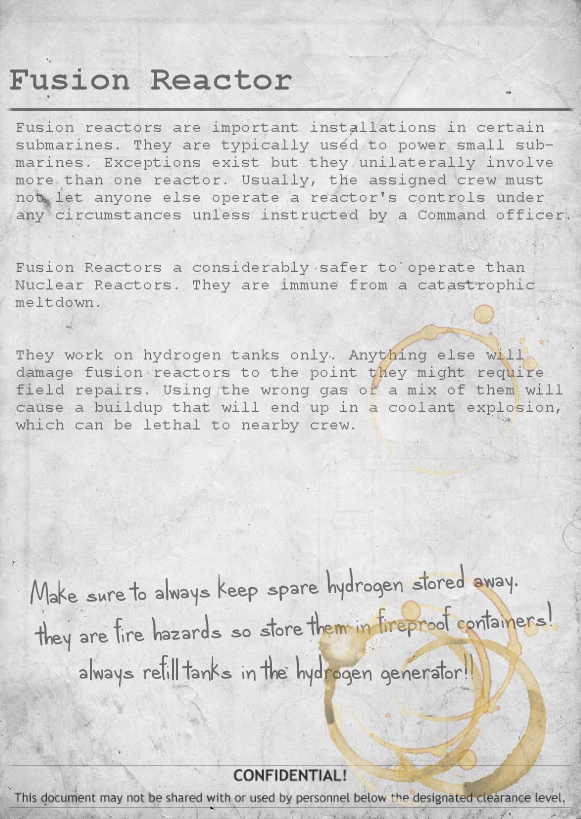 Fusion Reactor
Fusion reactors are important installations in certain
submarines. They are typically used to power small sub-
marines. Exceptions exist but they unilaterally involve
more than one reactor. Usually, the assigned crew must
not let anyone else operate a reactor's controls under
any circumstances unless instructed by a Command officer.
Fusion Reactors a considerably safer to operate than
Nuclear Reactors. They are immune from a catastrophic
meltdown.
They work on hydrogen tanks only. Anything else will
damage fusion reactors to the point they might require
field repairs. Using the wrong gas or a mix of them will
cause a buildup that will end up in a coolant explosion,
which can be lethal to nearby crew.
Make sure to always keep spare hydrogen stored away.
they are fire hazards so store them in fireproof containers!
always refill tanks in the hydrogen generator!!
CONFIDENTIAL!
This document may not be shared with or used by personnel below the designated clearance level.